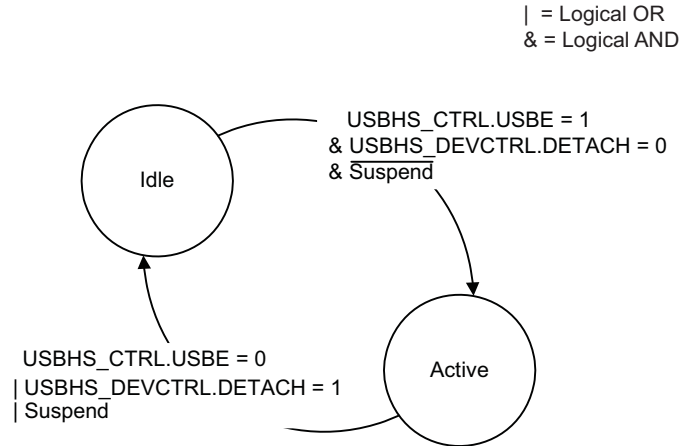 | = Logical OR
& = Logical AND
USBHS_CTRL.USBE = 1
& USBHS_DEVCTRL.DETACH = 0
& Suspend
Idle
USBHS_CTRL.USBE = 0
| USBHS_DEVCTRL.DETACH = 1
| Suspend
Active